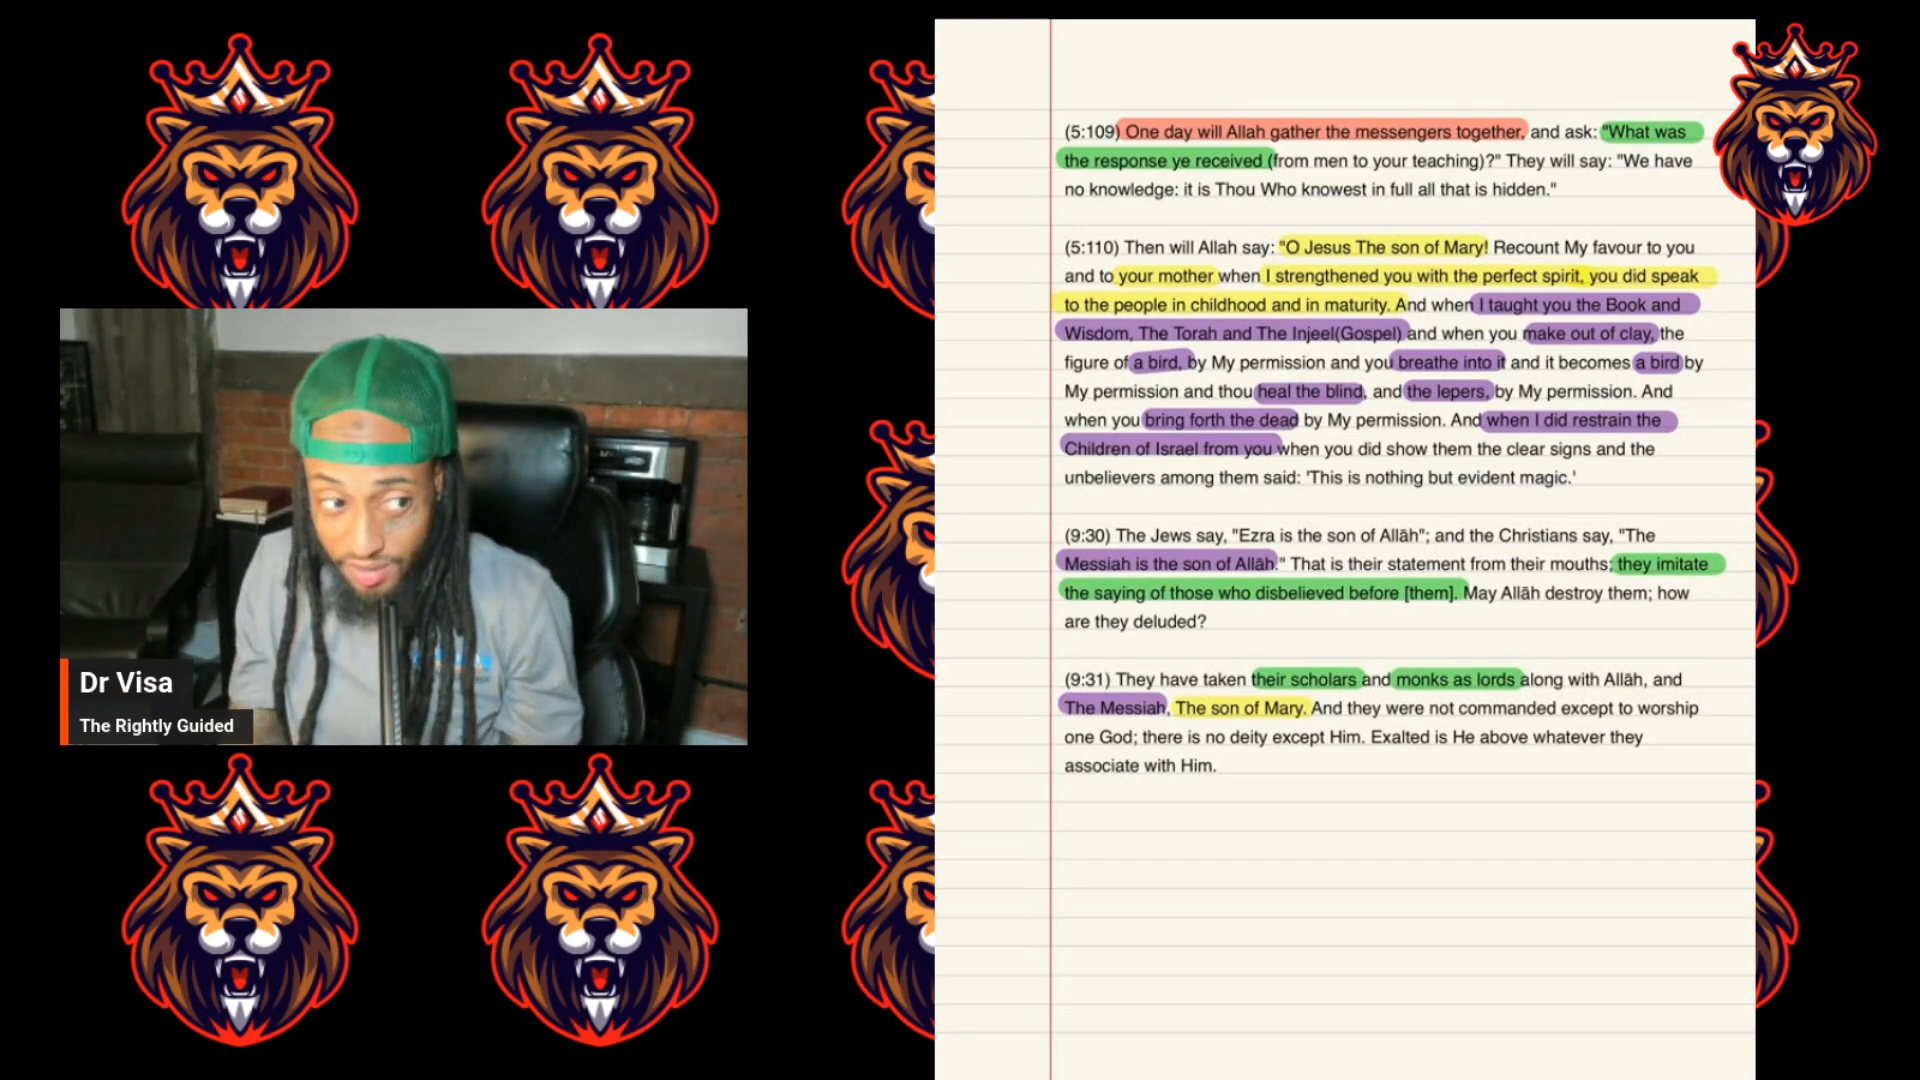 Dr Visa
The Rightly Guided
(5:109) One day will Allah gather the messengers together, and ask: "What was
the response ye received (from men to your teaching)?" They will say: "We have
no knowledge: it is Thou Who knowest in full all that is hidden."
(5:110) Then will Allah say: "O Jesus The son of Mary! Recount My favour to you
and to your mother when I strengthened you with the perfect spirit, you did speak
to the people in childhood and in maturity. And when I taught you the Book and
Wisdom, The Torah and The Injeel(Gospel) and when you make out of clay, the
figure of a bird, by My permission and you breathe into it and it becomes a bird by
My permission and thou heal the blind, and the lepers, by My permission. And
when you bring forth the dead by My permission. And when I did restrain the
Children of Israel from you when you did show them the clear signs and the
unbelievers among them said: 'This is nothing but evident magic.'
(9:30) The Jews say, "Ezra is the son of Allāh"; and the Christians say, "The
Messiah is the son of Allāh." That is their statement from their mouths; they imitate
the saying of those who disbelieved before [them]. May Allāh destroy them; how
are they deluded?
(9:31) They have taken their scholars and monks as lords along with Allāh, and
The Messiah, The son of Mary. And they were not commanded except to worship
one God; there is no deity except Him. Exalted is He above whatever they
associate with Him.